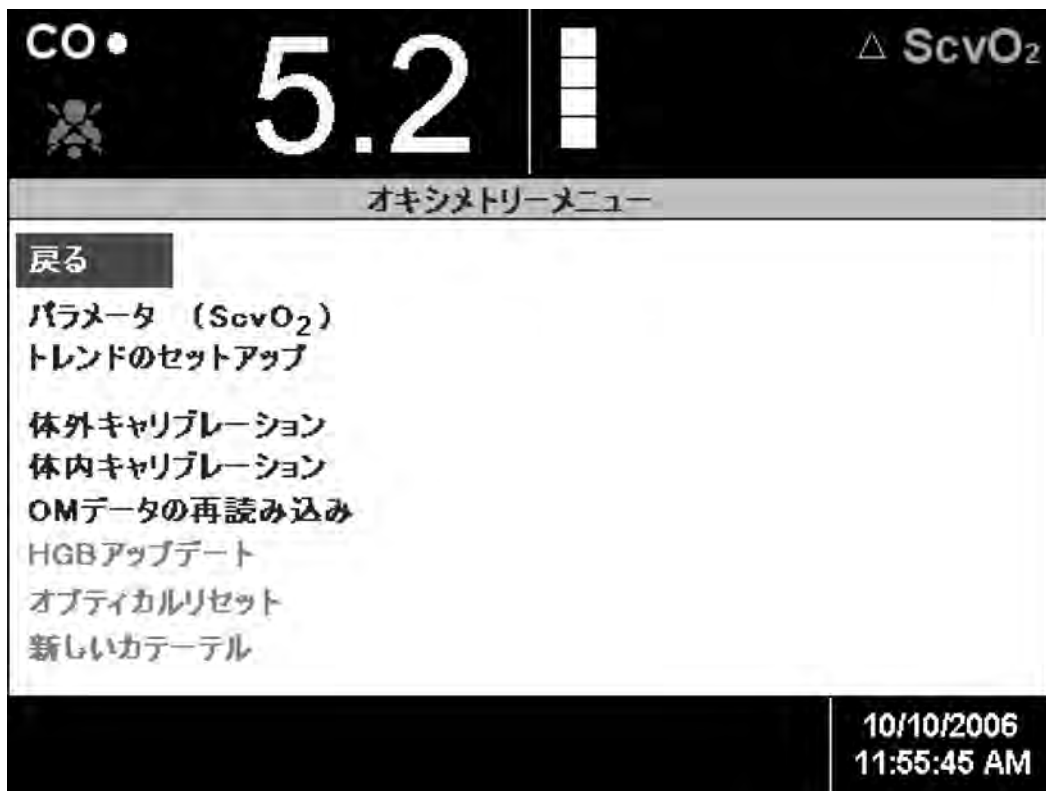 CO ●
5.2
△ ScvO₂
オキシメトリーメニュー
戻る
パラメータ (ScvO₂)
トレンドのセットアップ
体外キャリブレーション
体内キャリブレーション
OMデータの再読み込み
HGBアップデート
オプティカルリセット
新しいカテーテル
10/10/2006
11:55:45 AM